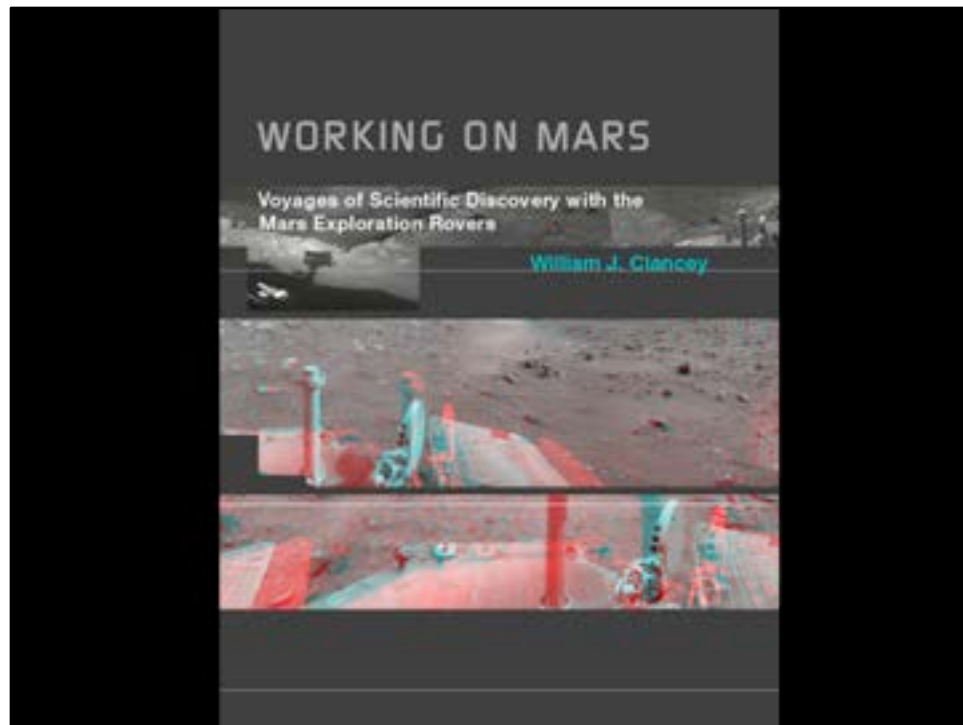 WORKING ON MARS
Voyages of Scientific Discovery with the
Mars Exploration Rovers
William J. Clancey